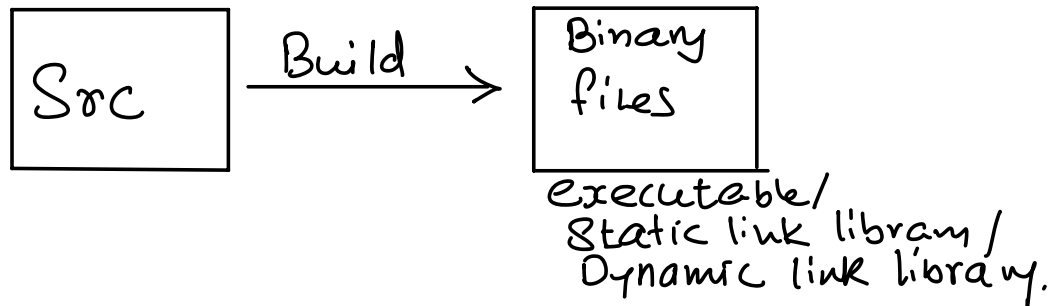 Src
Build
Binary
files
executable/
Static link library/
Dynamic link library.